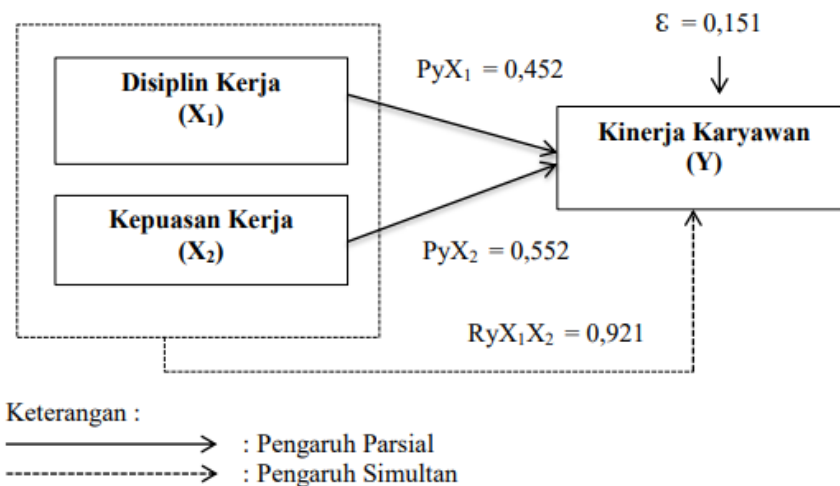 Ɛ = 0,151
Disiplin Kerja
(X₁)
PyX₁ = 0,452
Kinerja Karyawan
(Y)
Kepuasan Kerja
(X₂)
PyX₂ = 0,552
RyX₁X₂ = 0,921
Keterangan :
: Pengaruh Parsial
: Pengaruh Simultan